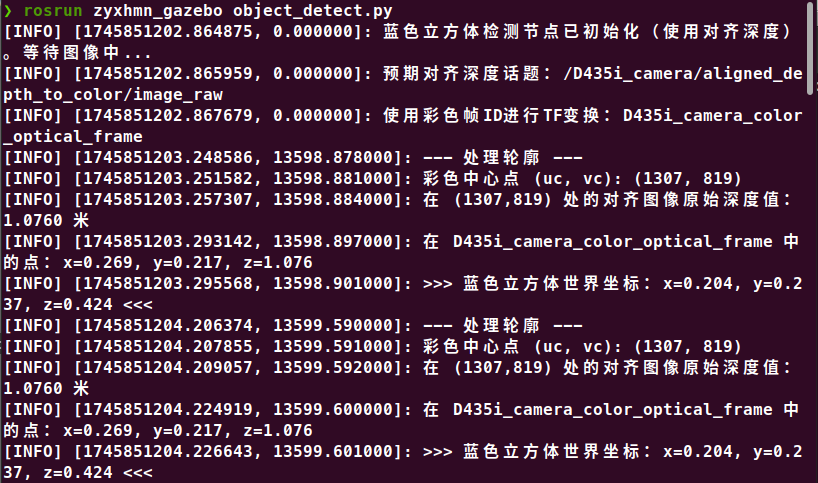 ❯ rosrun zyxhmn_gazebo object_detect.py
[INFO] [1745851202.864875, 0.000000]: 蓝色立方体检测节点已初始化（使用对齐深度）
。等待图像中...
[INFO] [1745851202.865959, 0.000000]: 预期对齐深度话题：/D435i_camera/aligned_de
pth_to_color/image_raw
[INFO] [1745851202.867679, 0.000000]: 使用彩色帧ID进行TF变换：D435i_camera_color
_optical_frame
[INFO] [1745851203.248586, 13598.878000]: --- 处理轮廓 ---
[INFO] [1745851203.251582, 13598.881000]: 彩色中心点 (uc, vc): (1307, 819)
[INFO] [1745851203.257307, 13598.884000]: 在 (1307,819) 处的对齐图像原始深度值：
1.0760 米
[INFO] [1745851203.293142, 13598.897000]: 在 D435i_camera_color_optical_frame 中
的点：x=0.269, y=0.217, z=1.076
[INFO] [1745851203.295568, 13598.901000]: >>> 蓝色立方体世界坐标：x=0.204, y=0.2
37, z=0.424 <<<
[INFO] [1745851204.206374, 13599.590000]: --- 处理轮廓 ---
[INFO] [1745851204.207855, 13599.591000]: 彩色中心点 (uc, vc): (1307, 819)
[INFO] [1745851204.209057, 13599.592000]: 在 (1307,819) 处的对齐图像原始深度值：
1.0760 米
[INFO] [1745851204.224919, 13599.600000]: 在 D435i_camera_color_optical_frame 中
的点：x=0.269, y=0.217, z=1.076
[INFO] [1745851204.226643, 13599.601000]: >>> 蓝色立方体世界坐标：x=0.204, y=0.2
37, z=0.424 <<<